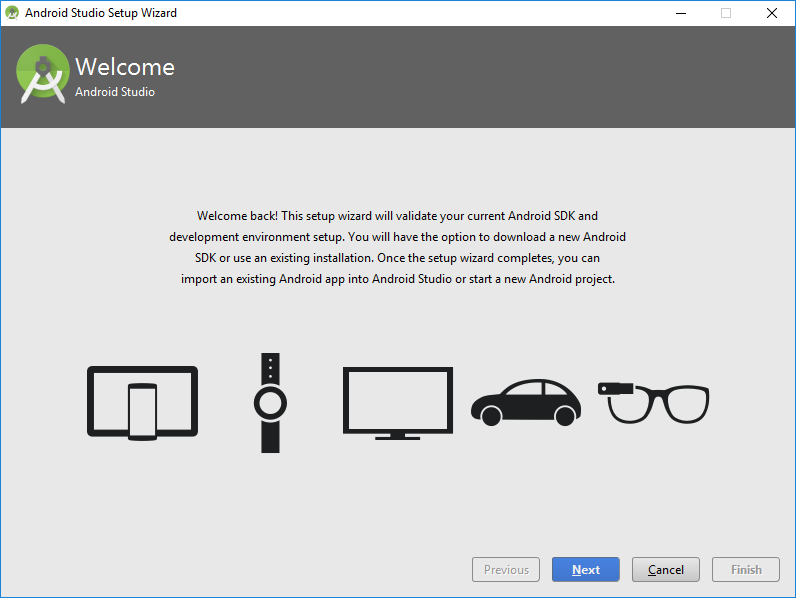 Android Studio Setup Wizard
Welcome
Android Studio
Welcome back! This setup wizard will validate your current Android SDK and
development environment setup. You will have the option to download a new Android
SDK or use an existing installation. Once the setup wizard completes, you can
import an existing Android app into Android Studio or start a new Android project.
Previous Next Cancel Finish